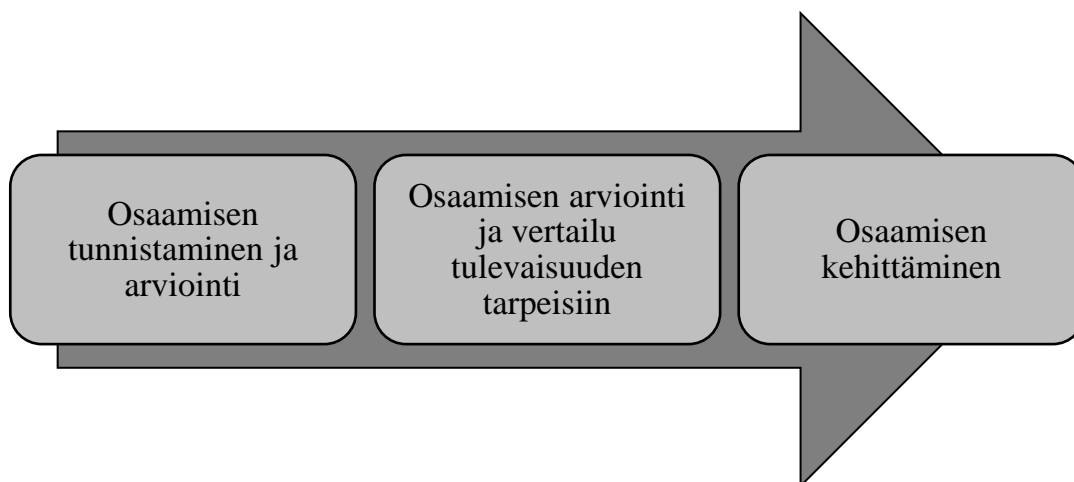 Osaamisen
tunnistaminen ja
arviointi
Osaamisen arviointi
ja vertailu
tulevaisuuden
tarpeisiin
Osaamisen
kehittäminen